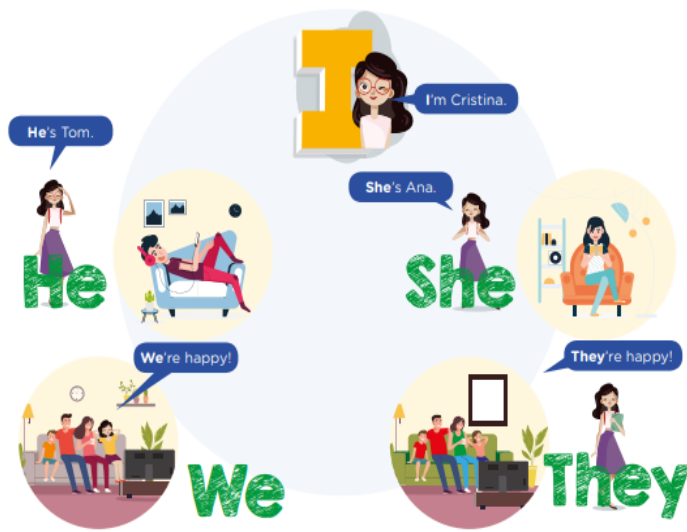 I
I'm Cristina.
He's Tom.
He
She's Ana.
She
We're happy!
We
They're happy!
They